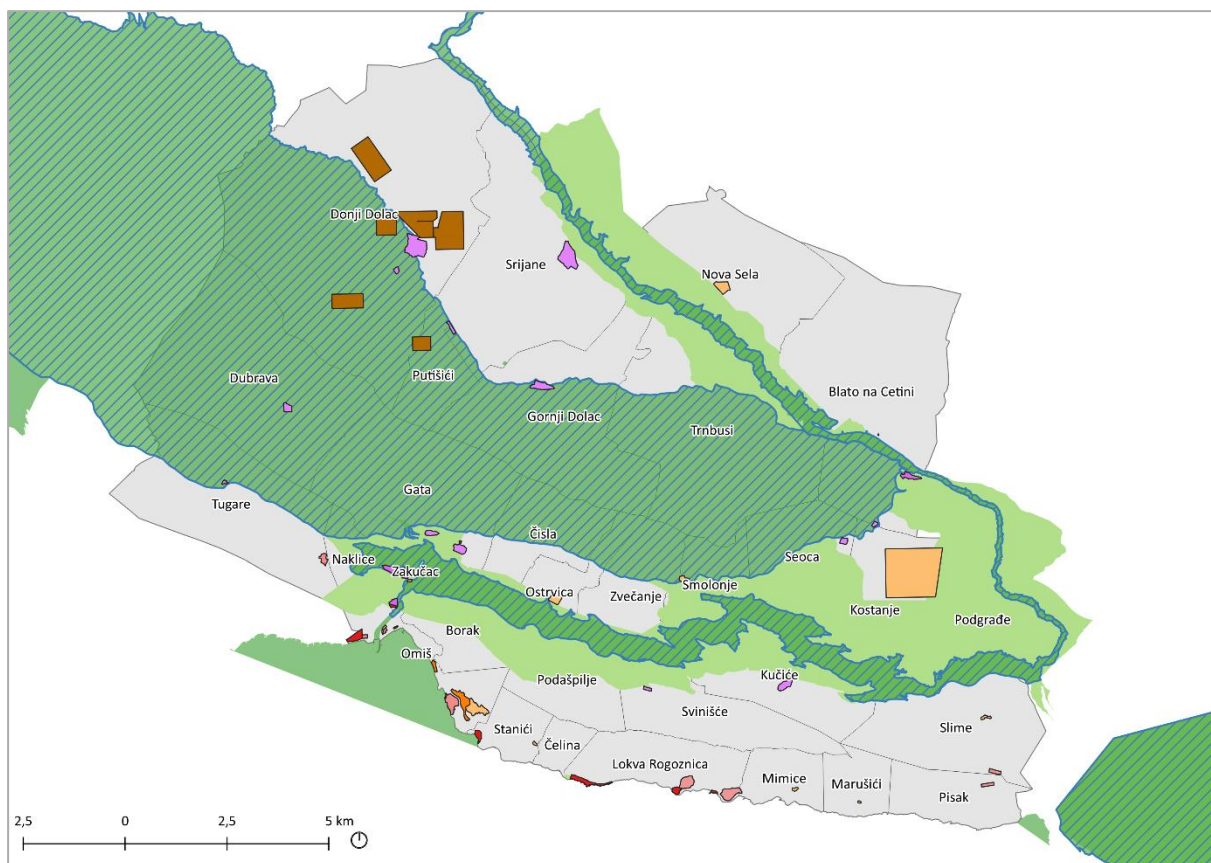 Donji Dolac
Srijane
Nova Sela
Dubrava
Putišići
Blato na Cetini
Gornji Dolac
Trnbusi
Gata
Tugare
Čisla
Naklice
Seoca
Zakučac
Smolonje
Ostrvica
Zvečanje
Kostanje
Podgrađe
Borak
Omiš
Podašpilje
Kučiće
Svinišće
Slime
Stanići
Čelina
Lokva Rogoznica
Mimice
Marušići
Pisak
2,5 0 2,5 5 km